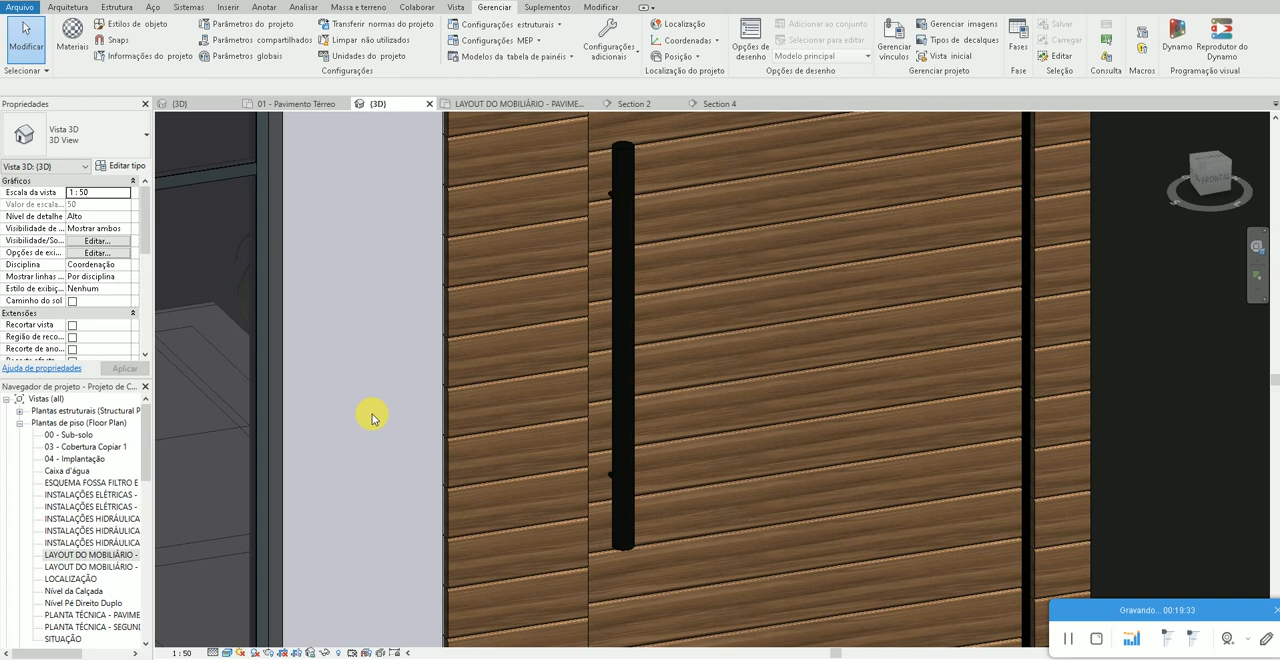 Arquivo Arquitetura Estrutura Aço Sistemas Inserir Anotar Analisar Massa e terreno Colaborar Vista Gerenciar Suplementos Modificar
Modificar
Selecionar
Materiais
Estilos de objeto
Snaps
Informações do projeto
Parâmetros do projeto
Parâmetros compartilhados
Parâmetros globais
Transferir normas do projeto
Limpar não utilizados
Unidades do projeto
Configurações estruturais
Configurações MEP
Modelos da tabela de painéis
Configurações adicionais
Configurações
Localização
Coordenadas
Posição
Localização do projeto
Opções de desenho
Adicionar ao conjunto
Selecionar para editar
Modelo principal
Opções de desenho
Gerenciar vínculos
Gerenciar imagens
Tipos de decalques
Vista inicial
Gerenciar projeto
Fases
Fase
Salvar
Carregar
Editar
Seleção
Consulta
Macros
Dynamo
Reprodutor do Dynamo
Programação visual
Propriedades
{3D}
01 - Pavimento Térreo
{3D}
LAYOUT DO MOBILIÁRIO - PAVIME...
Section 2
Section 4
Vista 3D
3D View
Vista 3D: {3D}
Editar tipo
Gráficos
Escala da vista 1 : 50
Valor de escala... 50
Nível de detalhe Alto
Visibilidade de ... Mostrar ambos
Visibilidade/So... Editar...
Opções de exi... Editar...
Disciplina Coordenação
Mostrar linhas ... Por disciplina
Estilo de exibiç... Nenhum
Caminho do sol
Extensões
Recortar vista
Região de reco...
Recorte de ano...
Ajuda de propriedades
Aplicar
Navegador de projeto - Projeto de C...
Vistas (all)
Plantas estruturais (Structural P
Plantas de piso (Floor Plan)
00 - Sub-solo
03 - Cobertura Copiar 1
04 - Implantação
Caixa d'água
ESQUEMA FOSSA FILTRO E
INSTALAÇÕES ELÉTRICAS -
INSTALAÇÕES ELÉTRICAS -
INSTALAÇÕES HIDRÁULICA
INSTALAÇÕES HIDRÁULICA
INSTALAÇÕES HIDRÁULICA
LAYOUT DO MOBILIÁRIO -
LAYOUT DO MOBILIÁRIO -
LOCALIZAÇÃO
Nível da Calçada
Nível Pé Direito Duplo
PLANTA TÉCNICA - PAVIME
PLANTA TÉCNICA - SEGUNI
SITUAÇÃO
FRONTAL
1 : 50
Gravando... 00:19:33